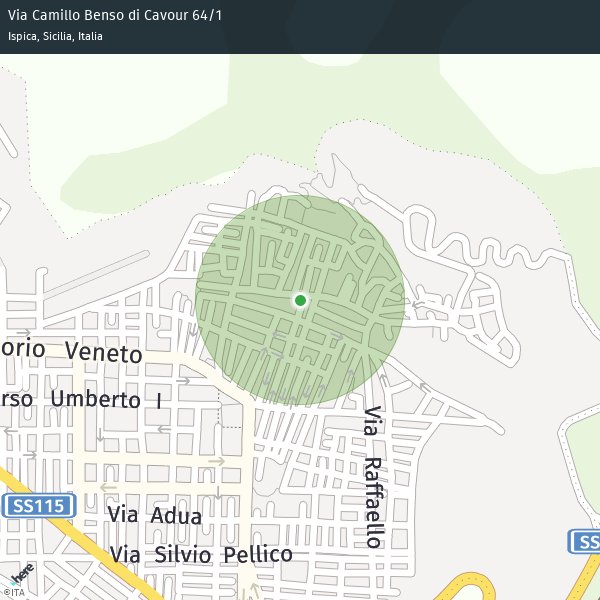 Via Camillo Benso di Cavour 64/1
Ispica, Sicilia, Italia
orio Veneto
rso Umberto I
Via Raffaello
SS115
Via Adua
SS
Via Silvio Pellico
here
©ITA